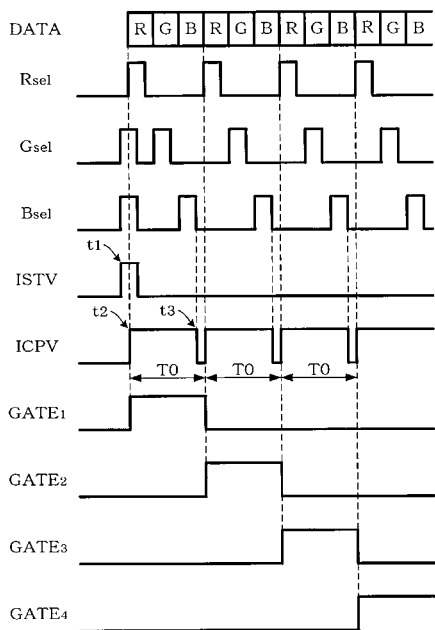 DATA R G B R G B R G B R G B
Rsel
Gsel
Bsel
t1
ISTV
t2 t3
ICPV
T0 T0 T0
GATE1
GATE2
GATE3
GATE4